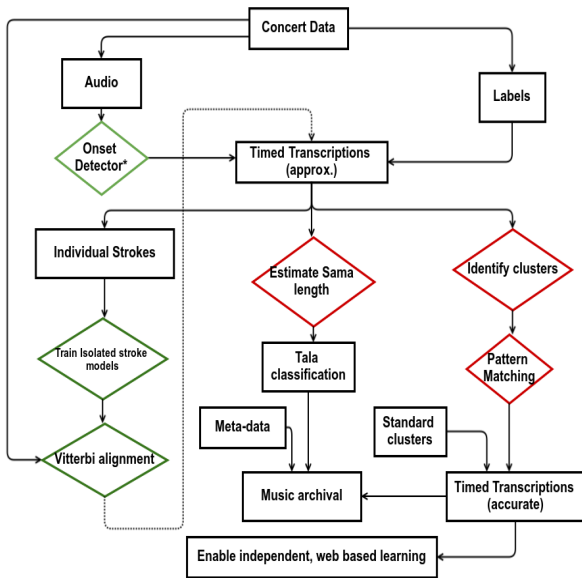 Concert Data
Audio
Labels
Onset
Detector*
Timed Transcriptions
(approx.)
Individual Strokes
Estimate Sama
length
Identify clusters
Train Isolated stroke
models
Tala
classification
Pattern
Matching
Meta-data
Standard
clusters
Vitterbi alignment
Music archival
Timed Transcriptions
(accurate)
Enable independent, web based learning